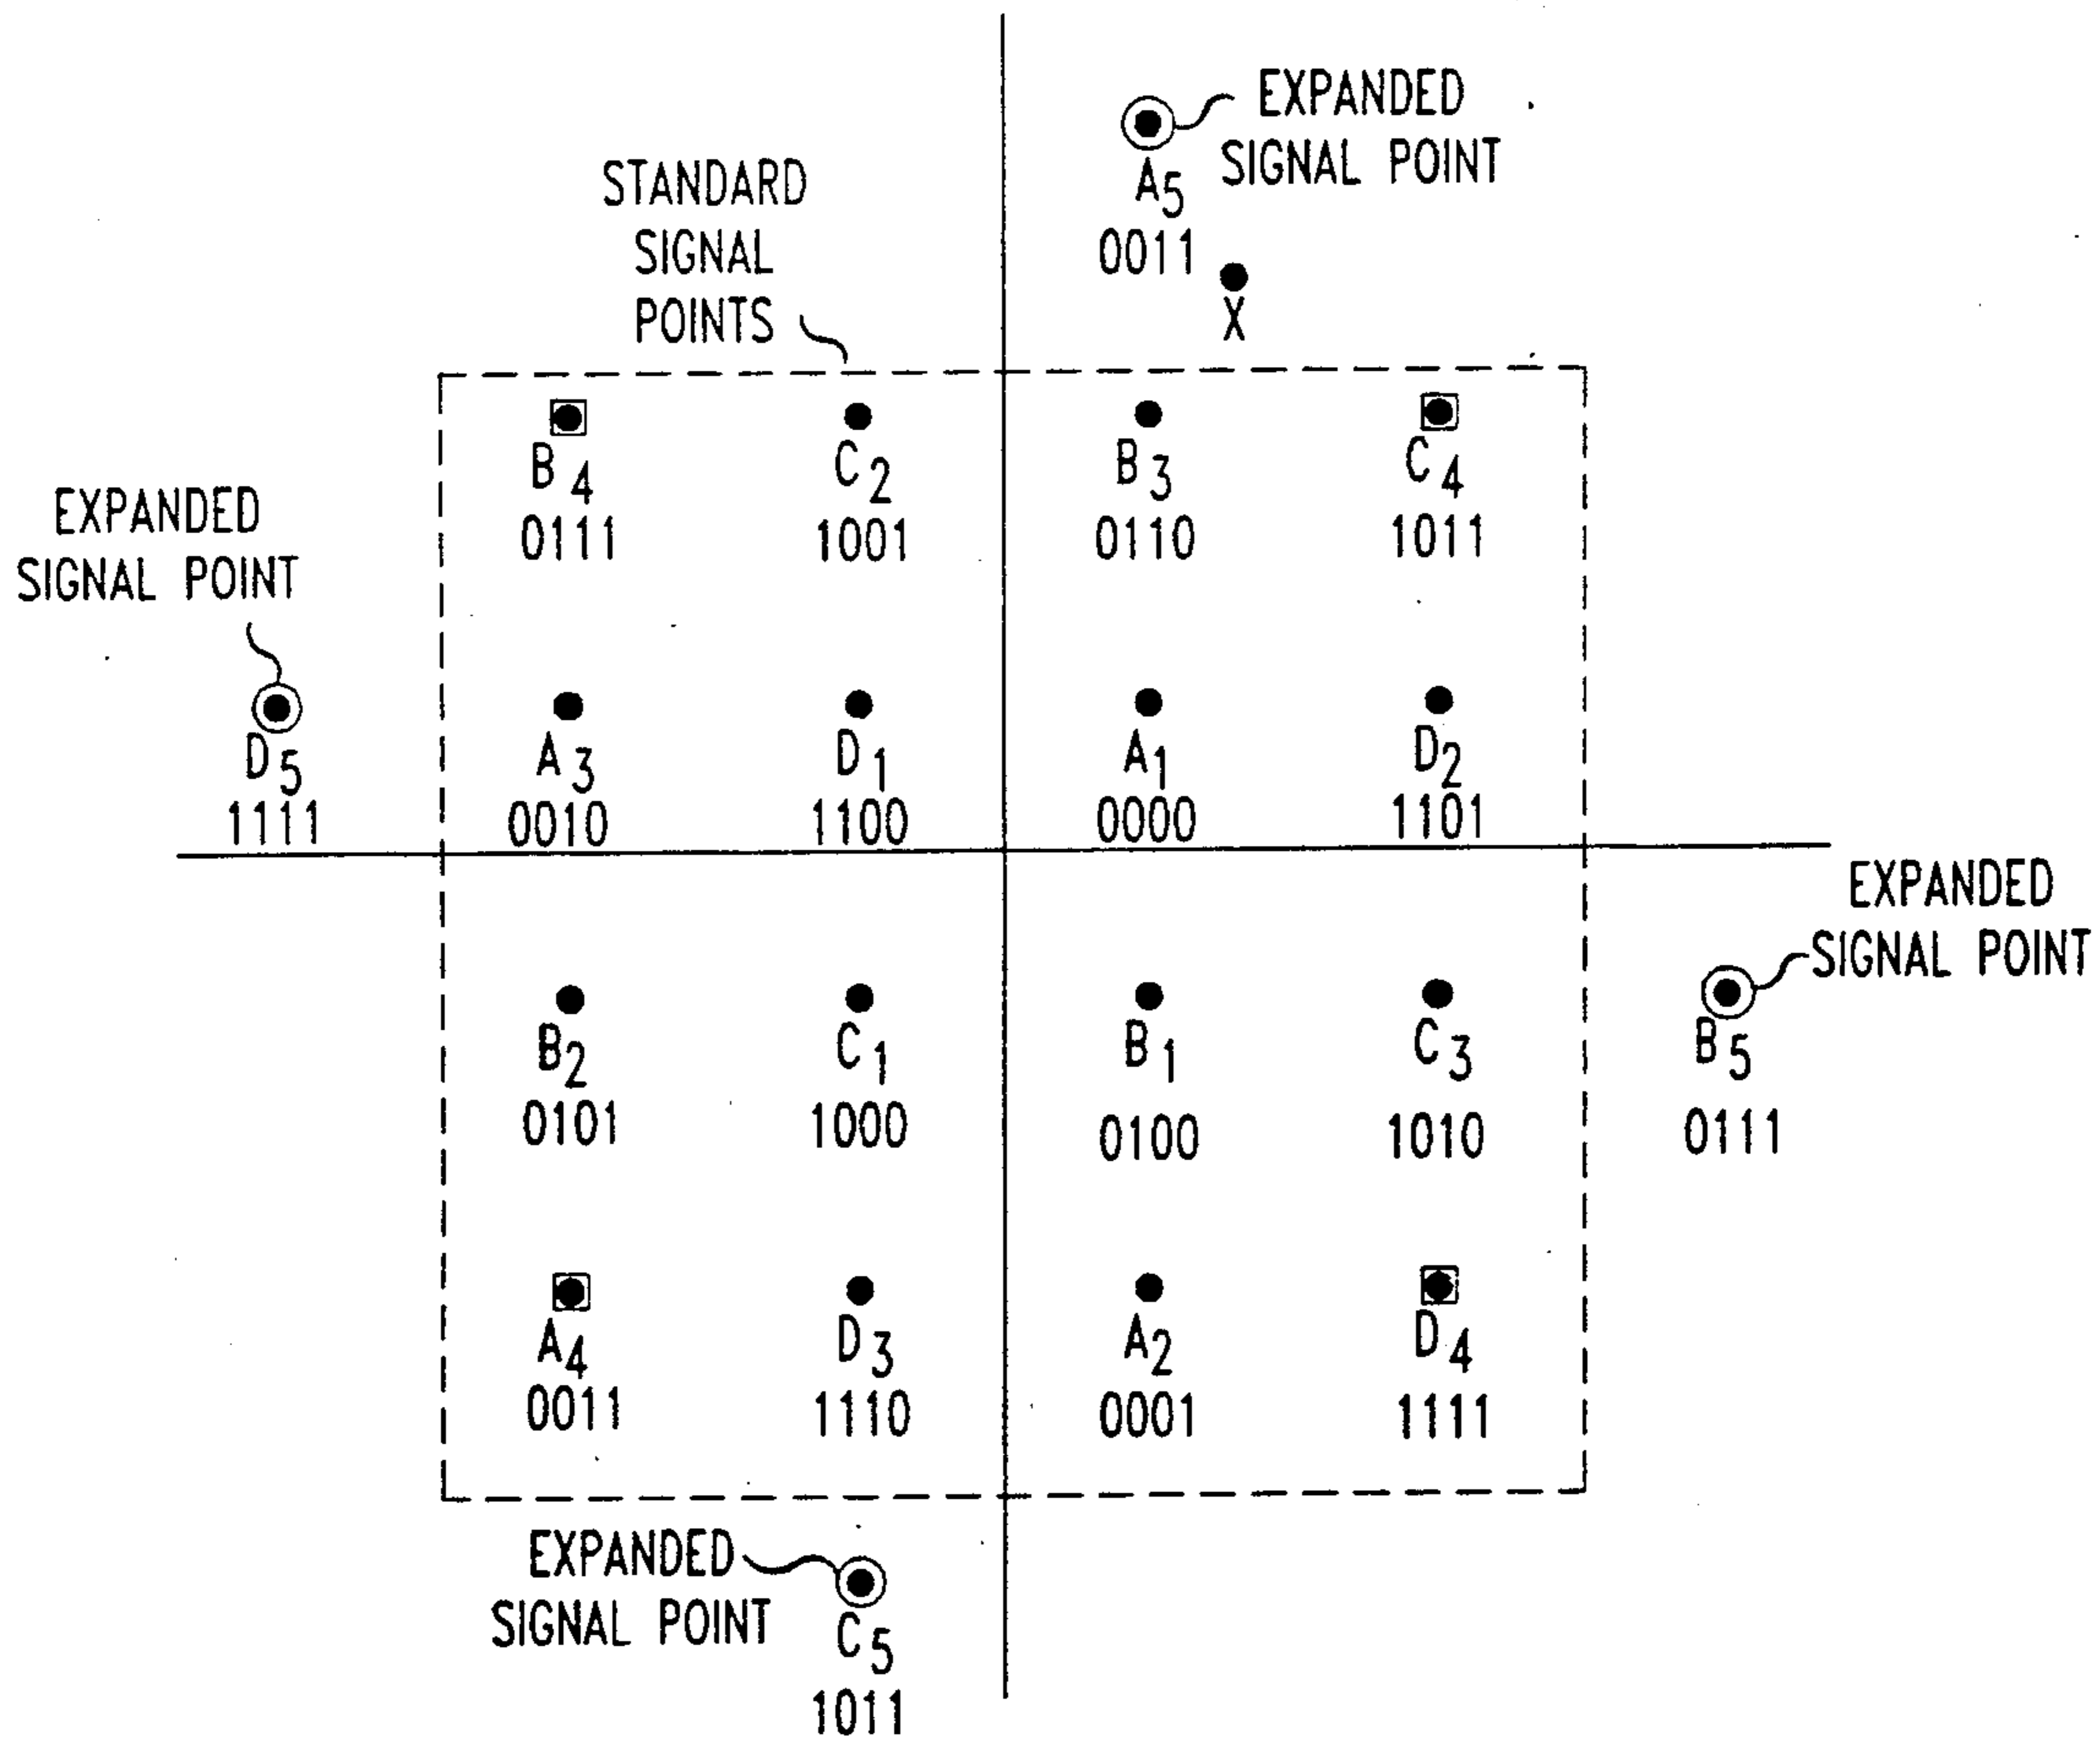 EXPANDED
SIGNAL POINT
A5
0011
X
STANDARD
SIGNAL
POINTS
B4
0111
C2
1001
B3
0110
C4
1011
EXPANDED
SIGNAL POINT
D5
1111
A3
0010
D1
1100
A1
0000
D2
1101
B2
0101
C1
1000
B1
0100
C3
1010
EXPANDED
SIGNAL POINT
B5
0111
A4
0011
D3
1110
A2
0001
D4
1111
EXPANDED
SIGNAL POINT
C5
1011